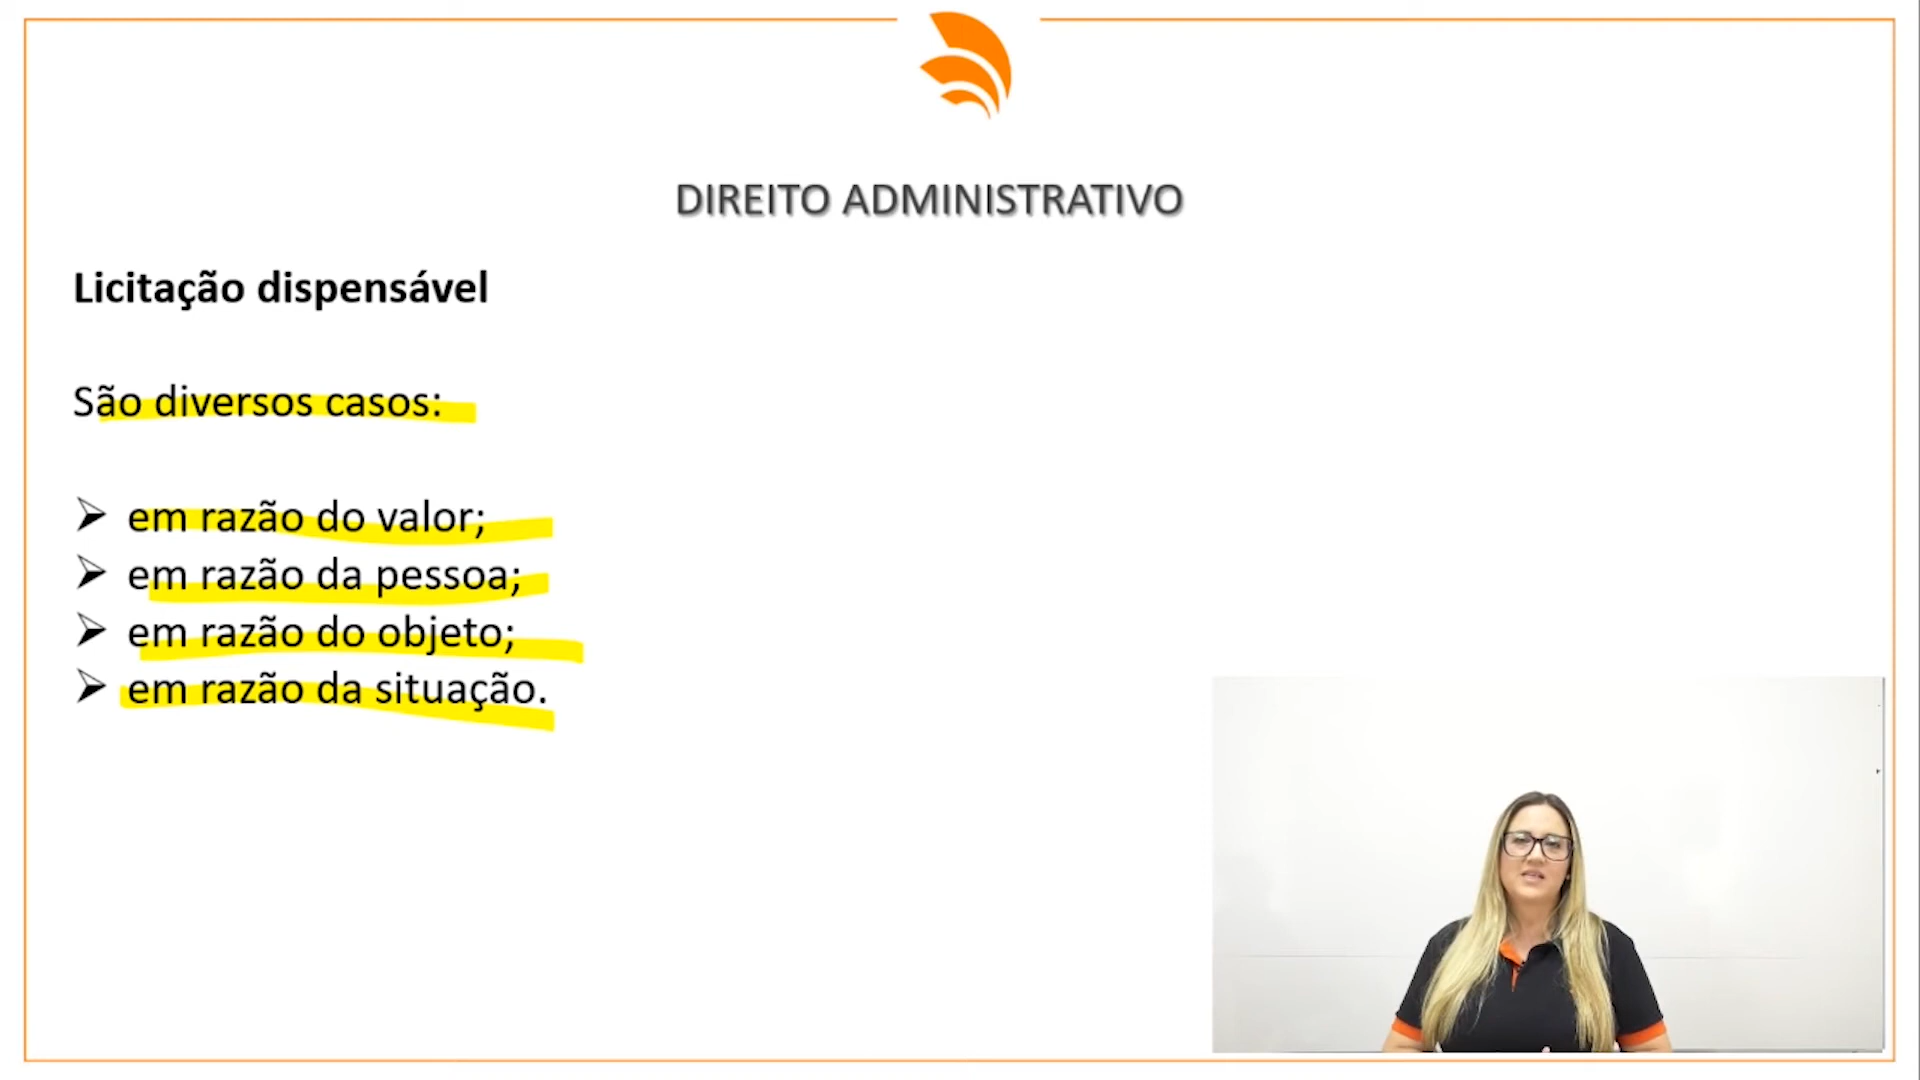 DIREITO ADMINISTRATIVO
Licitação dispensável
São diversos casos:
em razão do valor;
em razão da pessoa;
em razão do objeto;
em razão da situação.